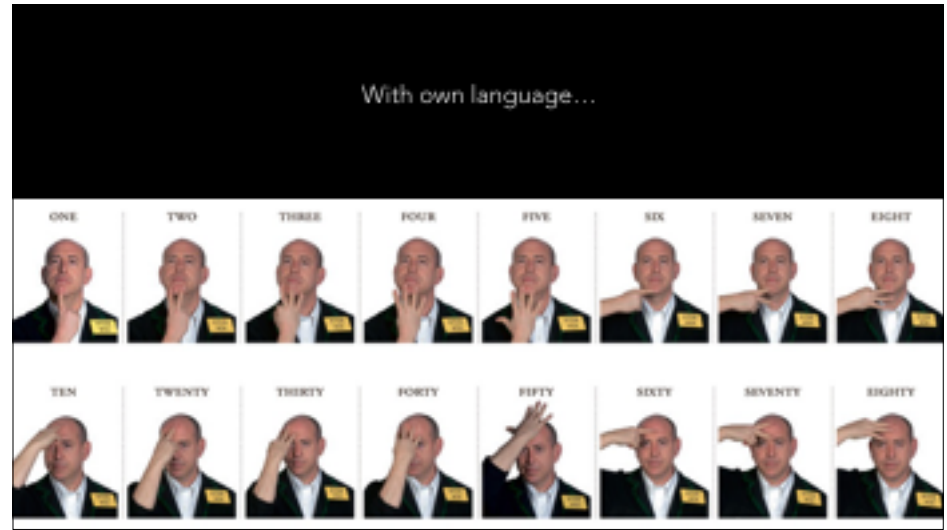 With own language...
ONE TWO THREE FOUR FIVE SIX SEVEN EIGHT
TEN TWENTY THIRTY FORTY FIFTY SIXTY SEVENTY EIGHTY